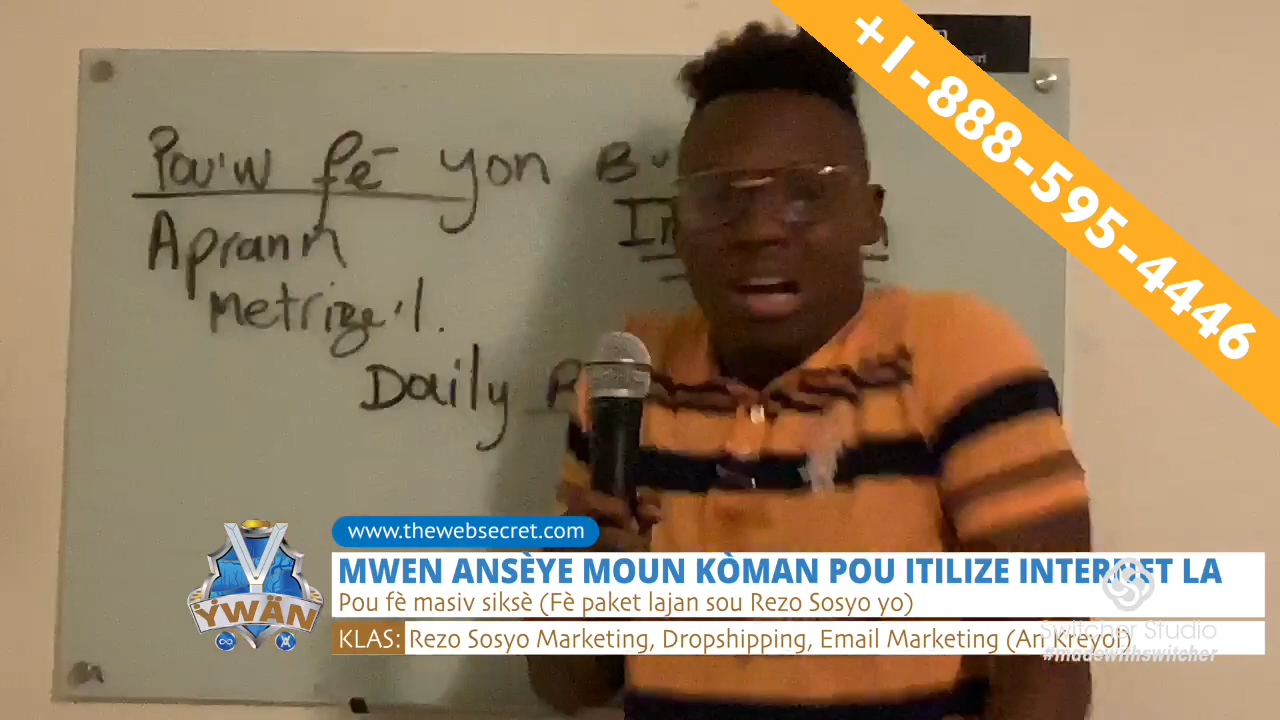 +1-888-595-4446
Pou'w fè yon
Apranm
metrize'l.
Daily
www.thewebsecret.com
MWEN ANSÈYE MOUN KÒMAN POU ITILIZE INTERNET LA
Pou fè masiv siksè (Fè paket lajan sou Rezo Sosyo yo)
KLAS: Rezo Sosyo Marketing, Dropshipping, Email Marketing (An Kreyol)
YWÄN
Switcher Studio
#madewithswitcher